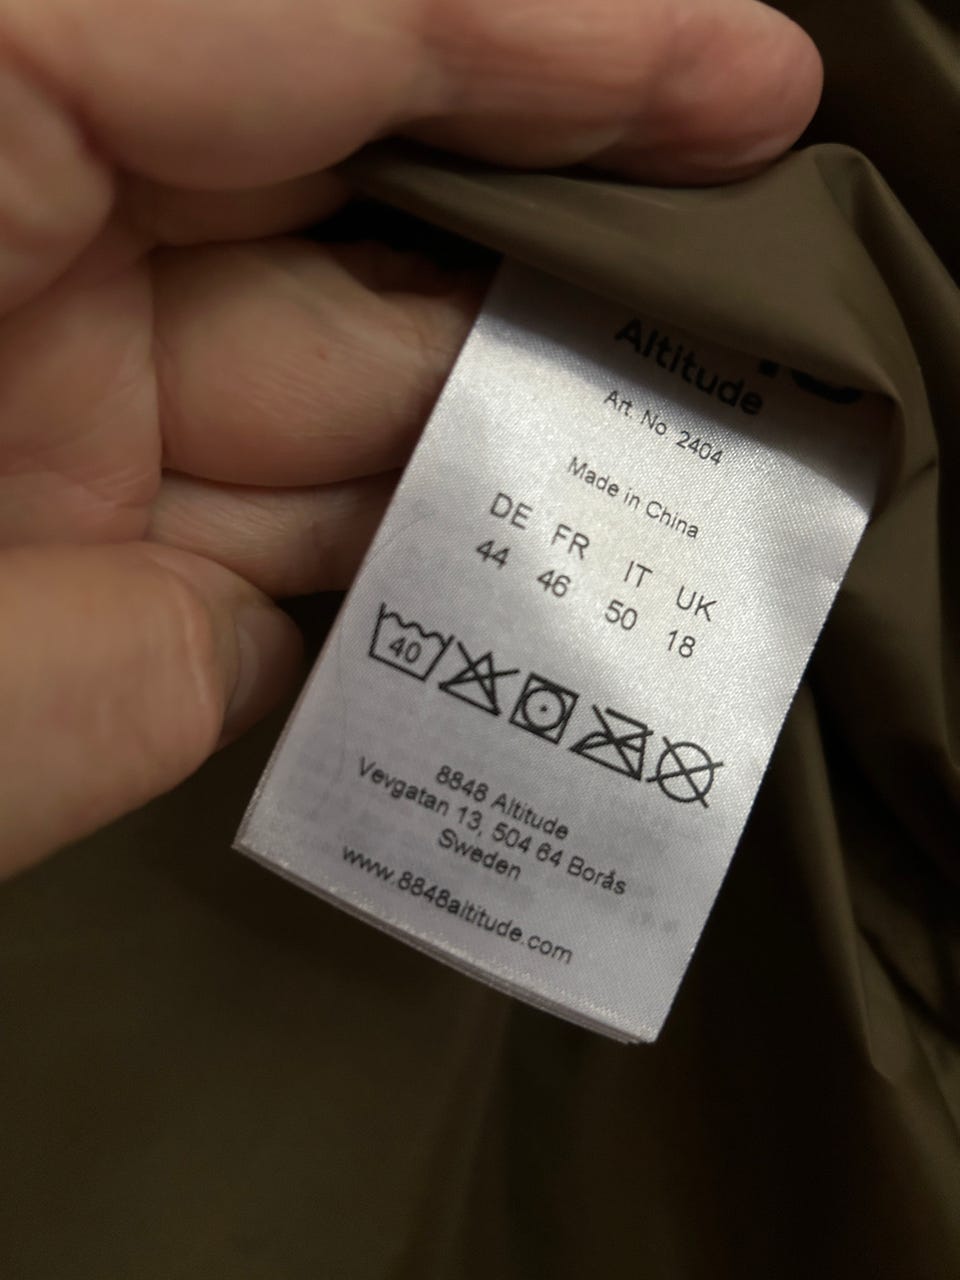 Altitude
Art. No 2404
Made in China
DE FR IT UK
44 46 50 18
40
8848 Altitude
Vevgatan 13, 504 64 Borås
Sweden
www.8848altitude.com